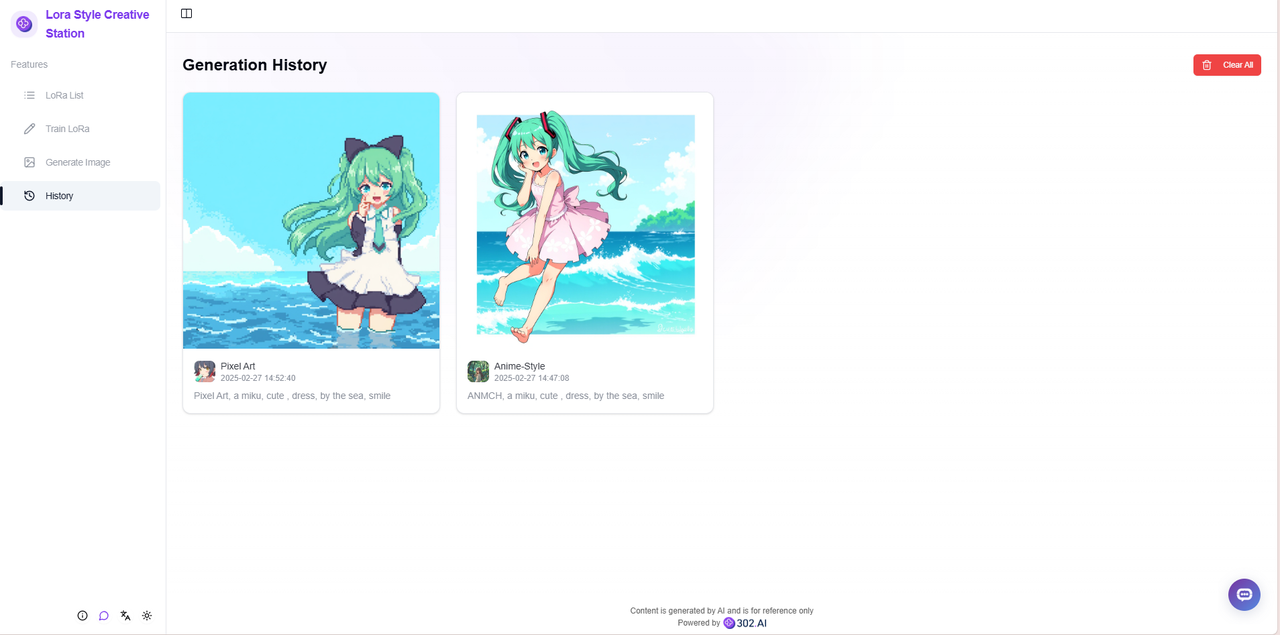 Lora Style Creative
Station
Features
LoRa List
Train LoRa
Generate Image
History
Generation History
Clear All
Pixel Art
2025-02-27 14:52:40
Pixel Art, a miku, cute , dress, by the sea, smile
Anime-Style
2025-02-27 14:47:08
ANMCH, a miku, cute , dress, by the sea, smile
Content is generated by AI and is for reference only
Powered by 302.AI